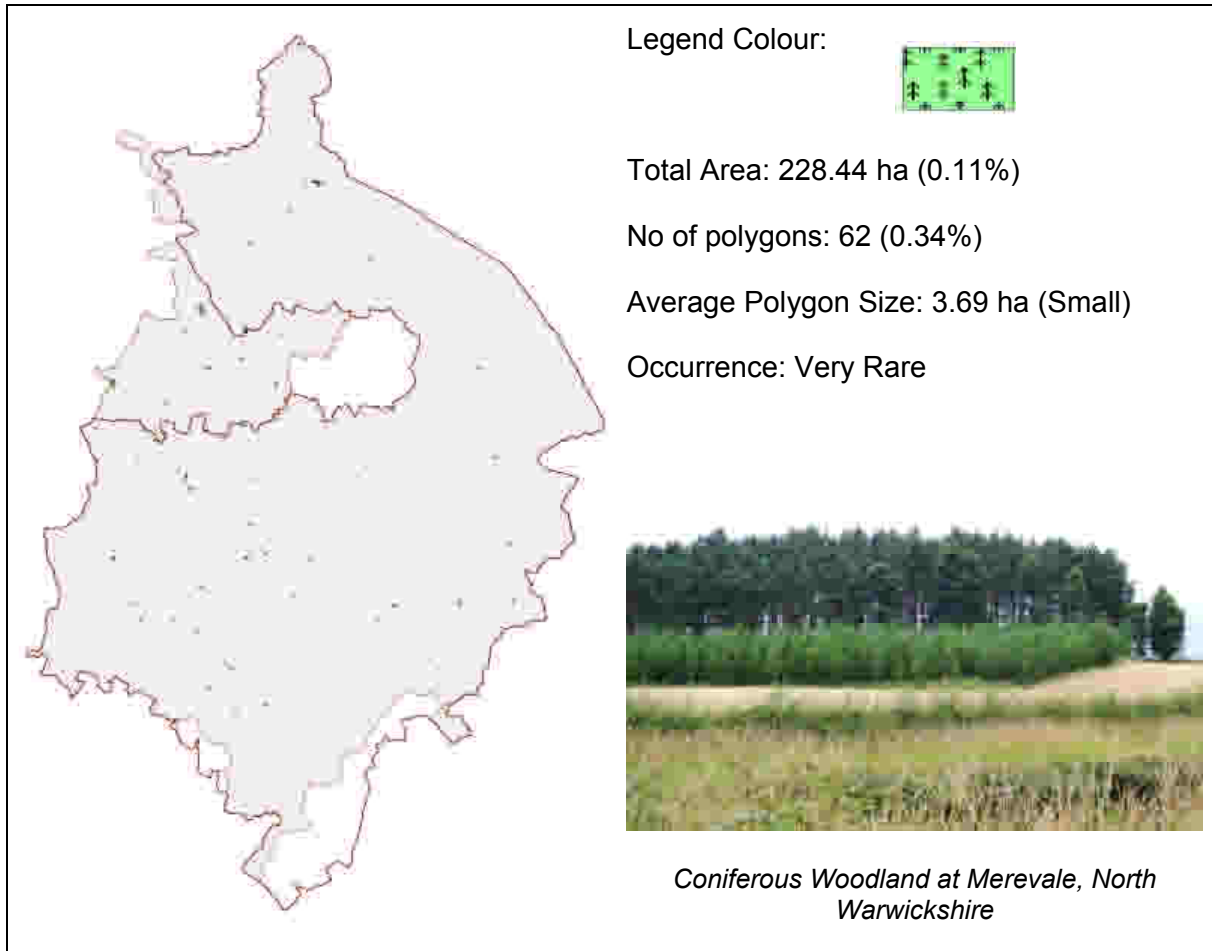 Legend Colour:
Total Area: 228.44 ha (0.11%)
No of polygons: 62 (0.34%)
Average Polygon Size: 3.69 ha (Small)
Occurrence: Very Rare
Coniferous Woodland at Merevale, North
Warwickshire